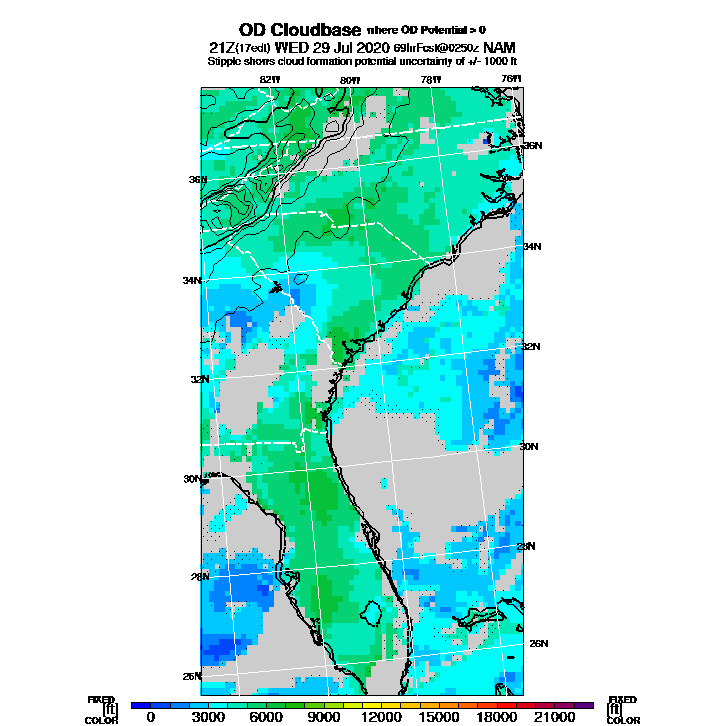 OD Cloudbase where OD Potential > 0
21Z(17edt) WED 29 Jul 2020 69hrFcst@0250z NAM
Stipple shows cloud formation potential uncertainty of +/- 1000 ft
82W 80W 78W 76W
36N 36N
34N 34N
32N 32N
30N 30N
28N 28N
26N 26N
FIXED FIXED
[ft] [ft]
COLOR 0 3000 6000 9000 12000 15000 18000 21000 COLOR